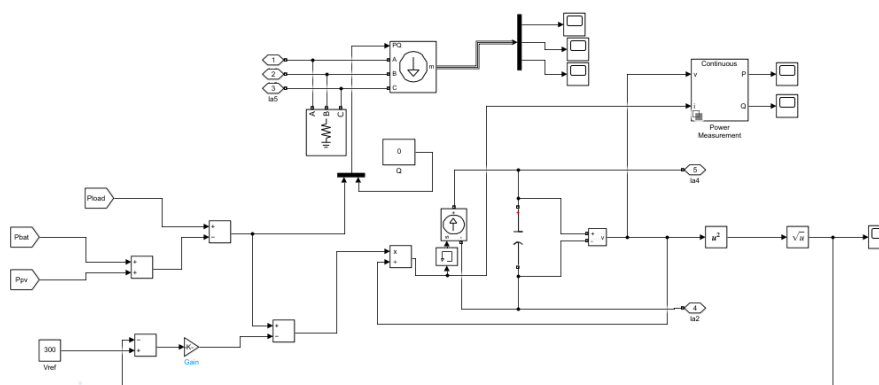 PQ
A
B
C
m
1
2
3
Ia5
A
B
C
0
Q
Continuous
v
P
i
Q
Power
Measurement
5
Ia4
Pload
Pbat
Ppv
+
−
+
+
+
−
×
÷
s
+
-
+
-
v
u²
√u
4
Ia2
300
Vref
−
+
-K-
Gain